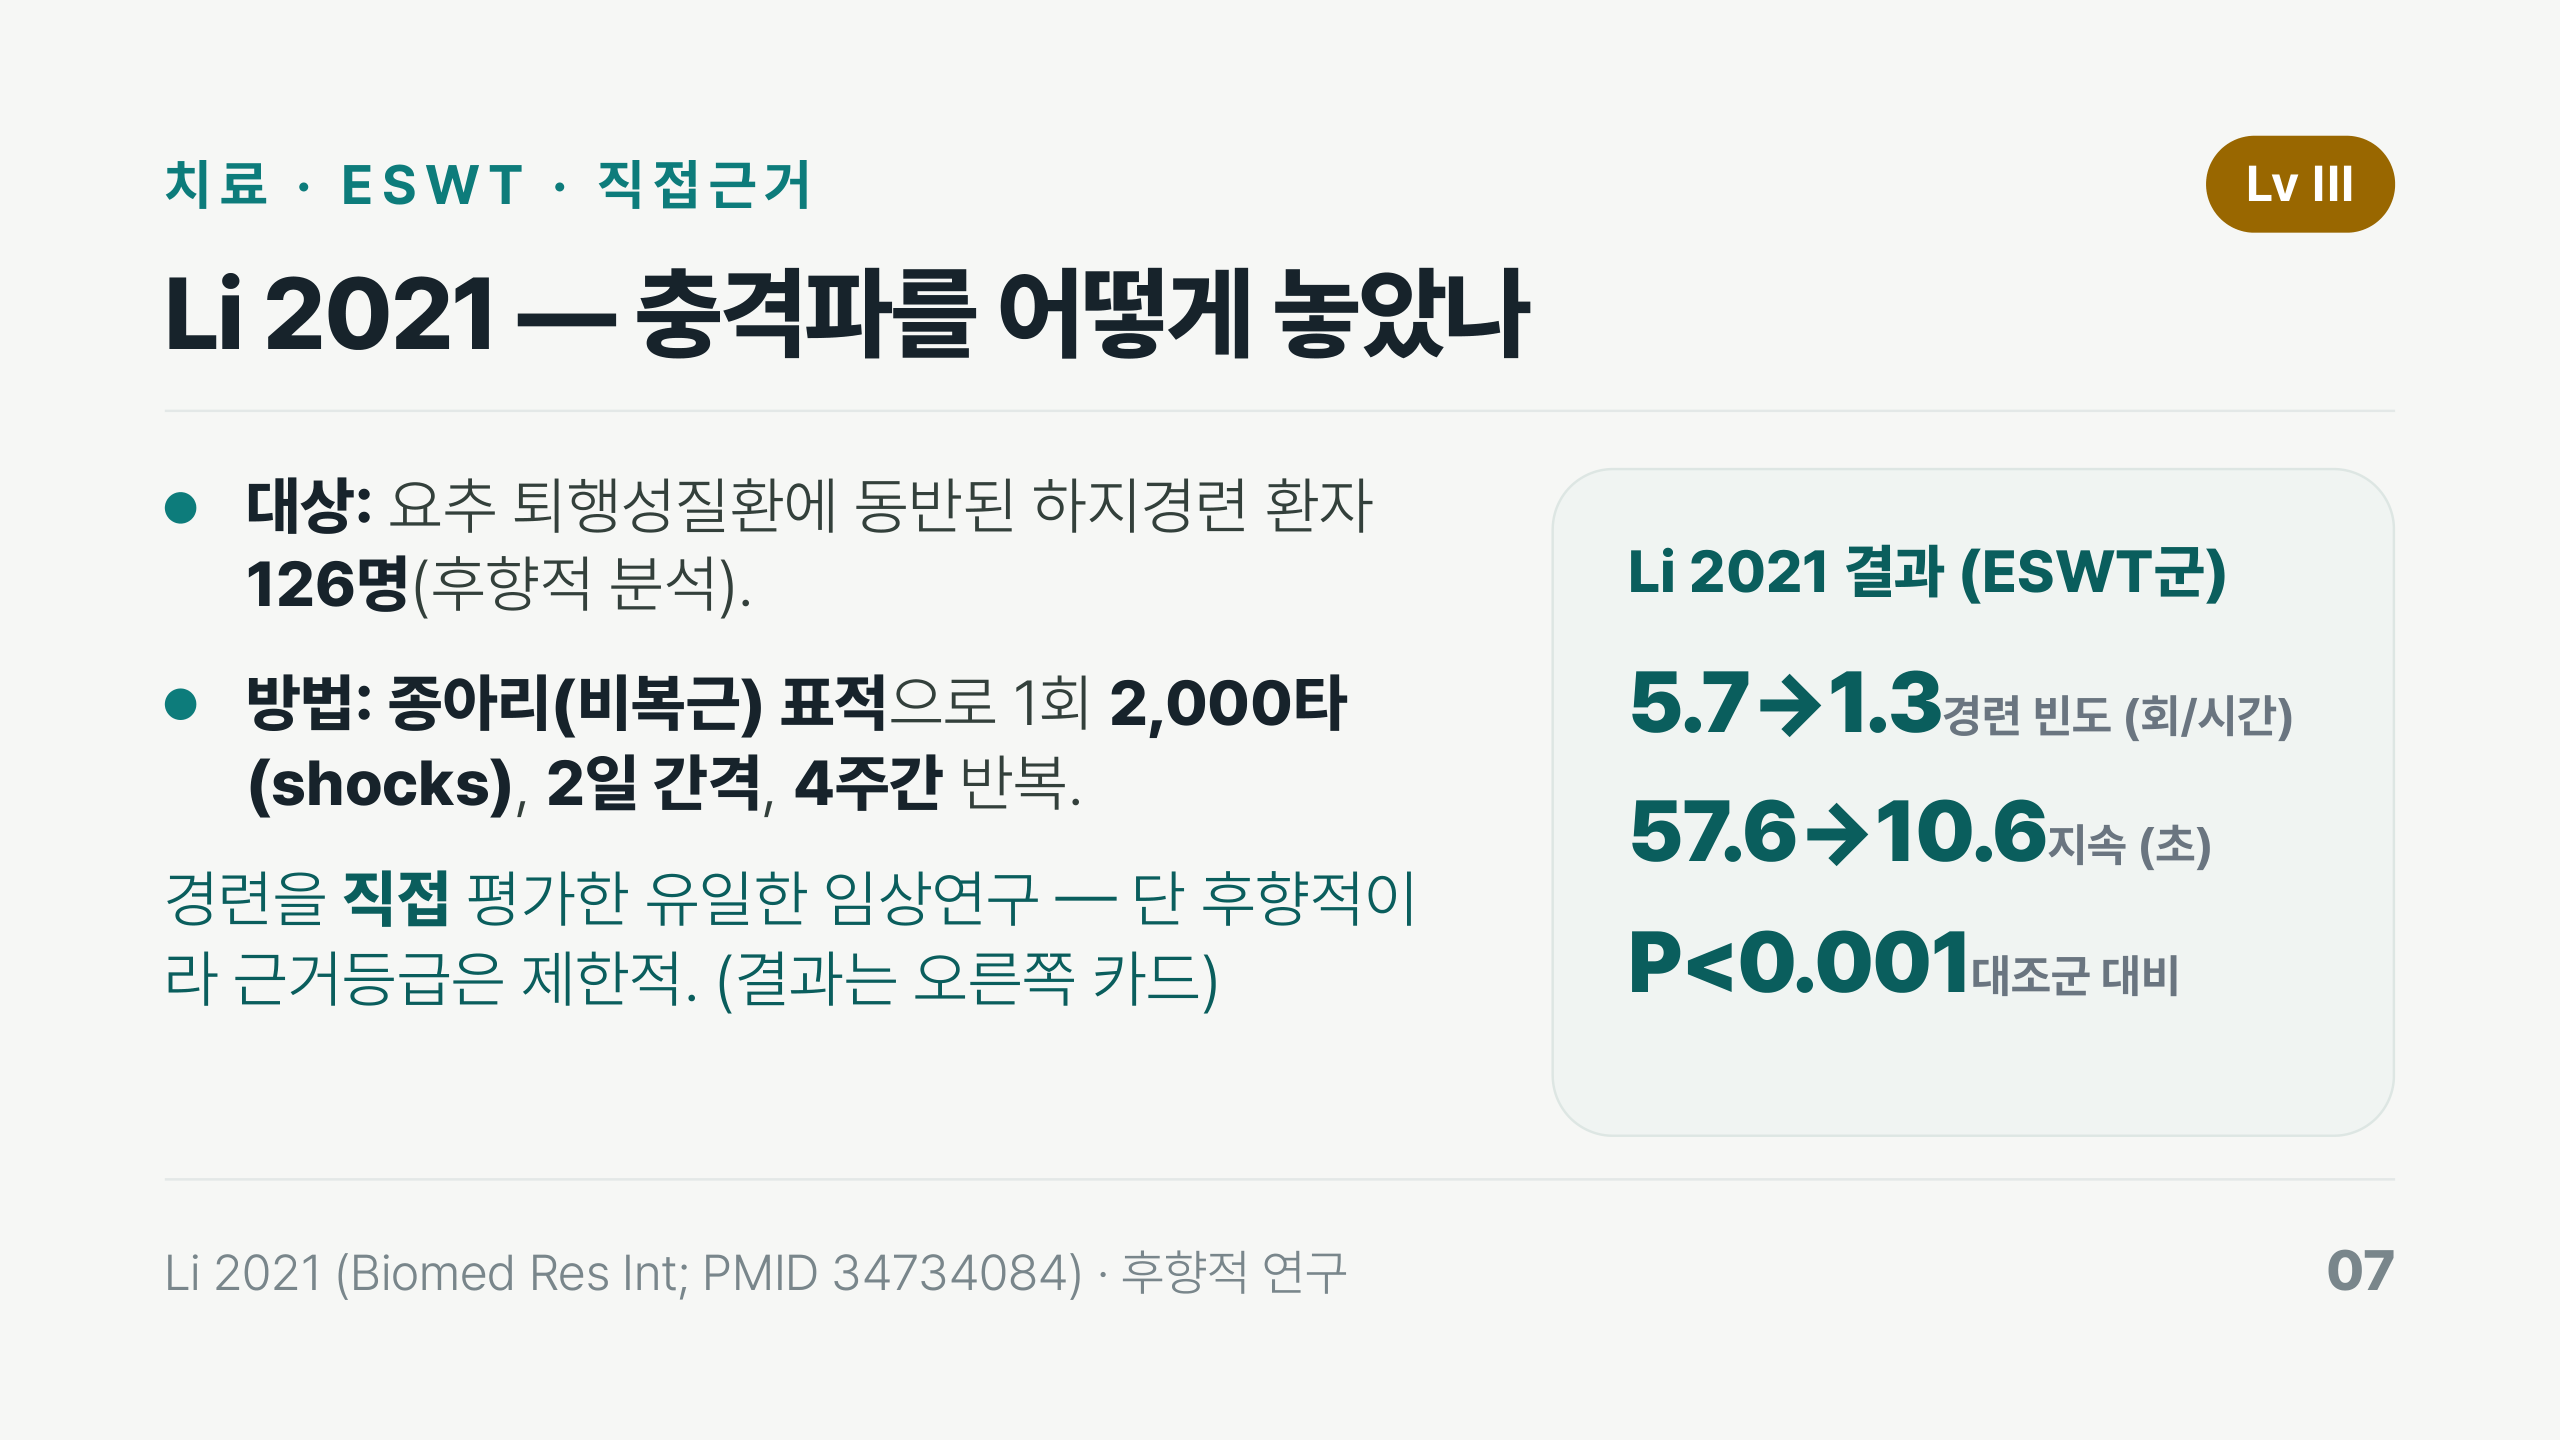 치료 · ESWT · 직접근거
Lv III
Li 2021 — 충격파를 어떻게 놓았나
대상: 요추 퇴행성질환에 동반된 하지경련 환자
126명(후향적 분석).
방법: 종아리(비복근) 표적으로 1회 2,000타
(shocks), 2일 간격, 4주간 반복.
경련을 직접 평가한 유일한 임상연구 — 단 후향적이
라 근거등급은 제한적. (결과는 오른쪽 카드)
Li 2021 결과 (ESWT군)
5.7→1.3경련 빈도 (회/시간)
57.6→10.6지속 (초)
P<0.001대조군 대비
Li 2021 (Biomed Res Int; PMID 34734084) · 후향적 연구
07